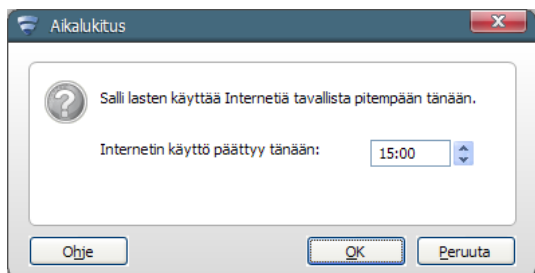 Aikalukitus
Salli lasten käyttää Internetiä tavallista pitempään tänään.
Internetin käyttö päättyy tänään:
15:00
Ohje
OK
Peruuta